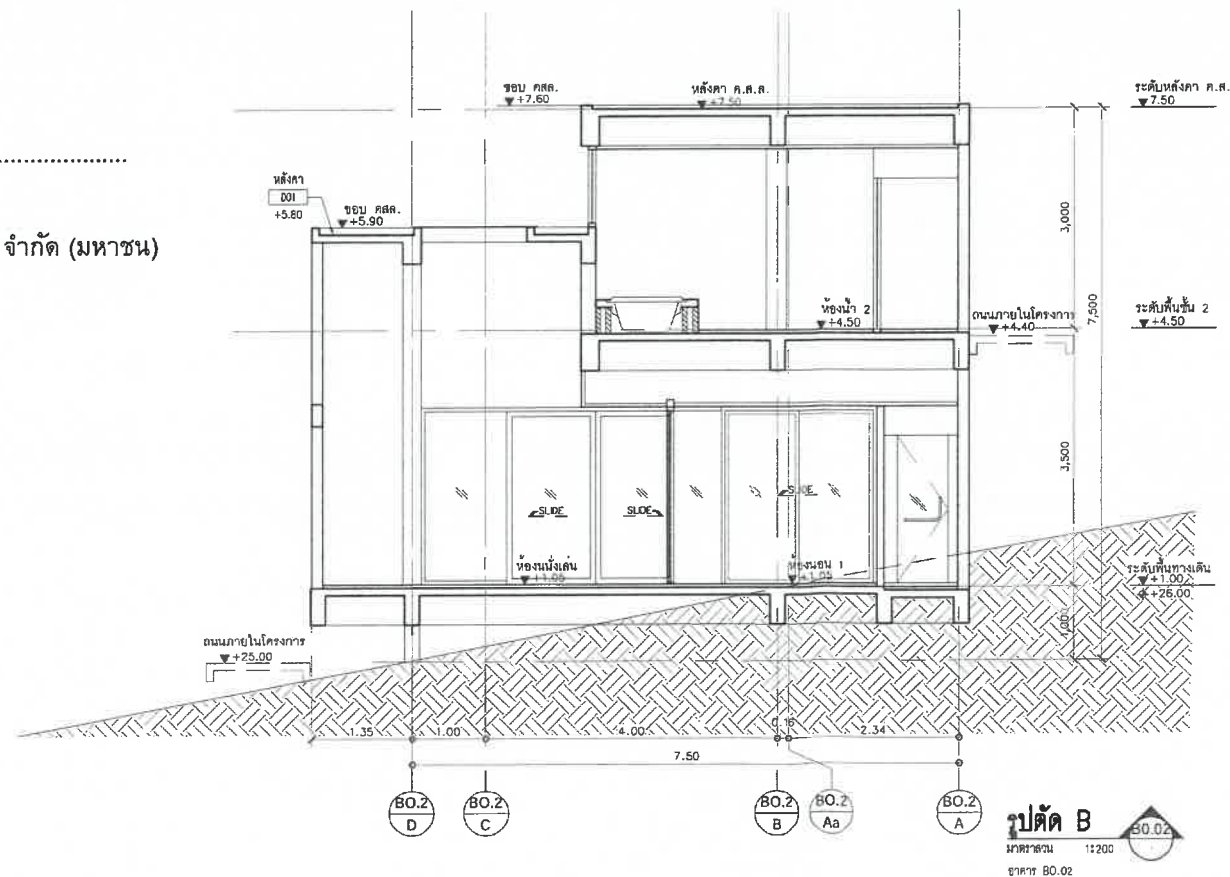 ขอบ คสล.
+7.60
หลังคา ค.ส.ล.
+7.50
ระดับหลังคา ค.ส.
7.50
หลังคา
D01
+5.80
ขอบ คสล.
+5.90
จำกัด (มหาชน)
3,000
7,500
ห้องน้ำ 2
+4.50
ถนนภายในโครงการ
+4.40
ระดับพื้นชั้น 2
+4.50
3,500
SLIDE
SLIDE
SLIDE
ห้องนั่งเล่น
+1.05
ห้องนอน 1
+1.05
ระดับพื้นทางเดิน
+1.00
+26.00
1,000
ถนนภายในโครงการ
+25.00
1.35
1.00
4.00
0.16
2.34
7.50
BO.2
D
BO.2
C
BO.2
B
BO.2
Aa
BO.2
A
รูปตัด B
BO.02
มาตราส่วน 1:200
อาคาร BO.02